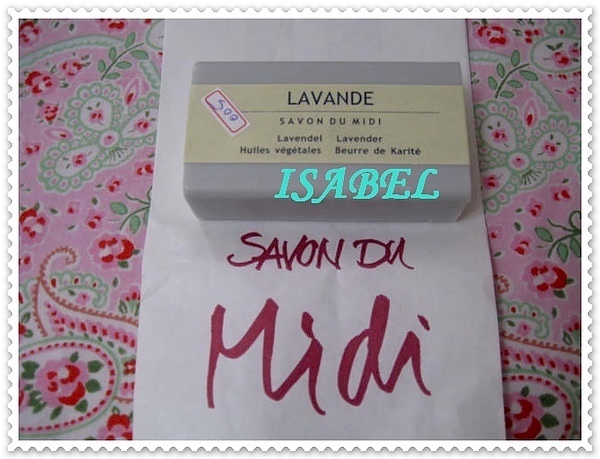 LAVANDE
500
SAVON DU MIDI
Lavendel Lavender
Huiles végétales Beurre de Karité
ISABEL
SAVON DU
Midi